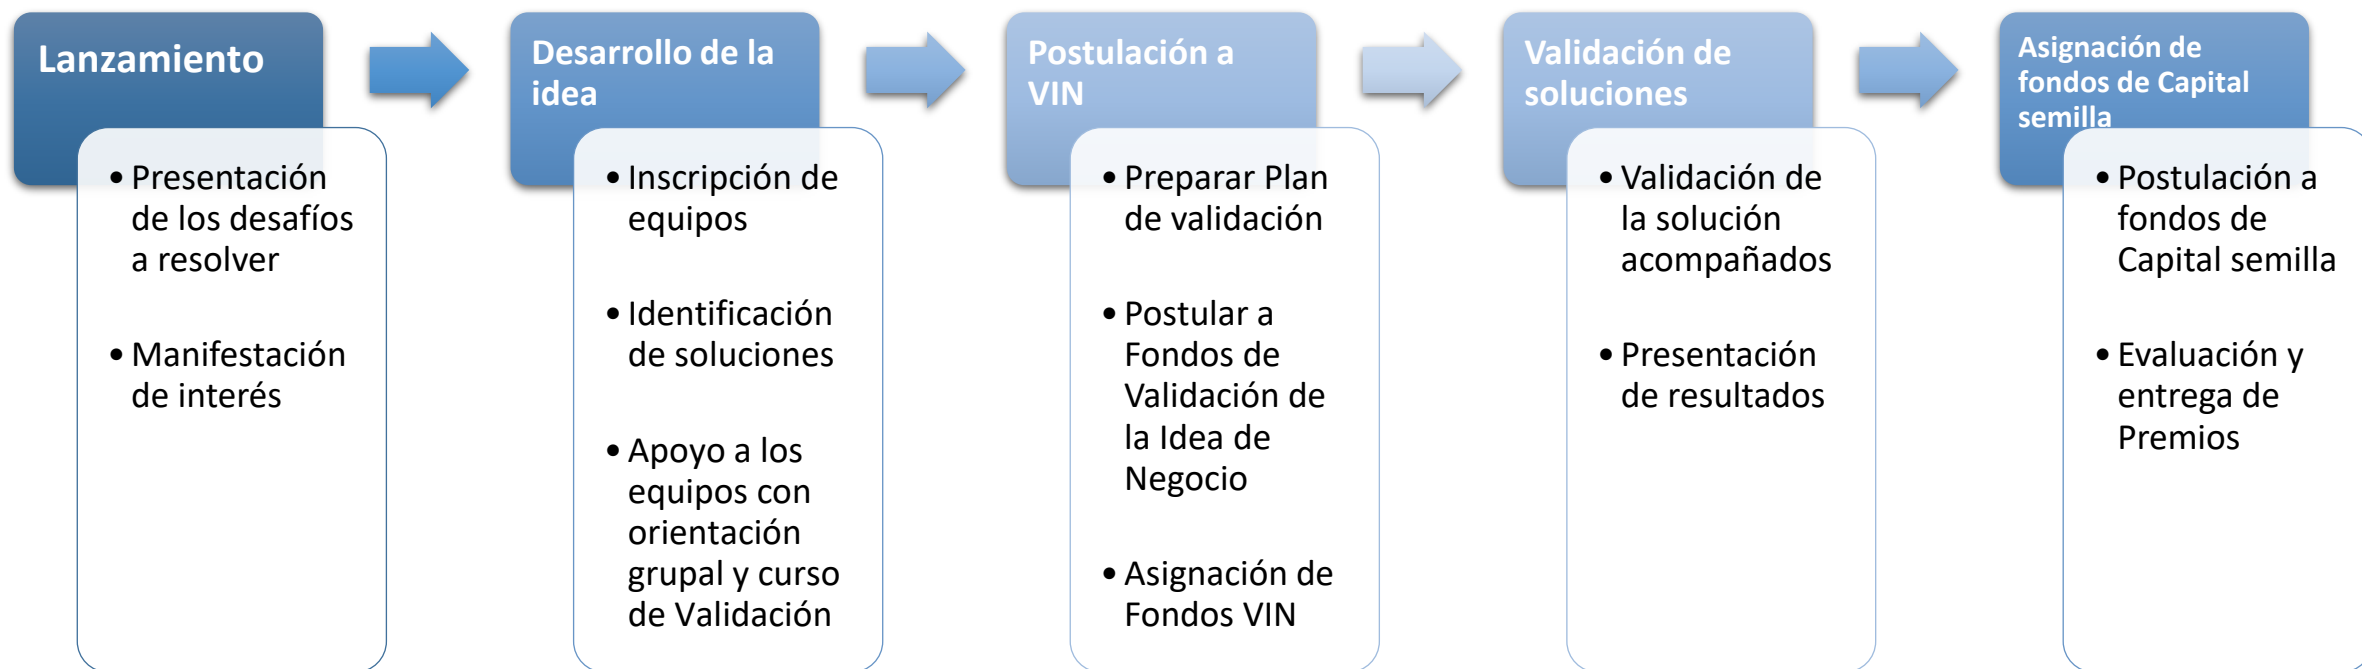 Lanzamiento
• Presentación
de los desafíos
a resolver
• Manifestación
de interés
Desarrollo de la
idea
• Inscripción de
equipos
• Identificación
de soluciones
• Apoyo a los
equipos con
orientación
grupal y curso
de Validación
Postulación a
VIN
• Preparar Plan
de validación
• Postular a
Fondos de
Validación de
la Idea de
Negocio
• Asignación de
Fondos VIN
Validación de
soluciones
• Validación de
la solución
acompañados
• Presentación
de resultados
Asignación de
fondos de Capital
semilla
• Postulación a
fondos de
Capital semilla
• Evaluación y
entrega de
Premios